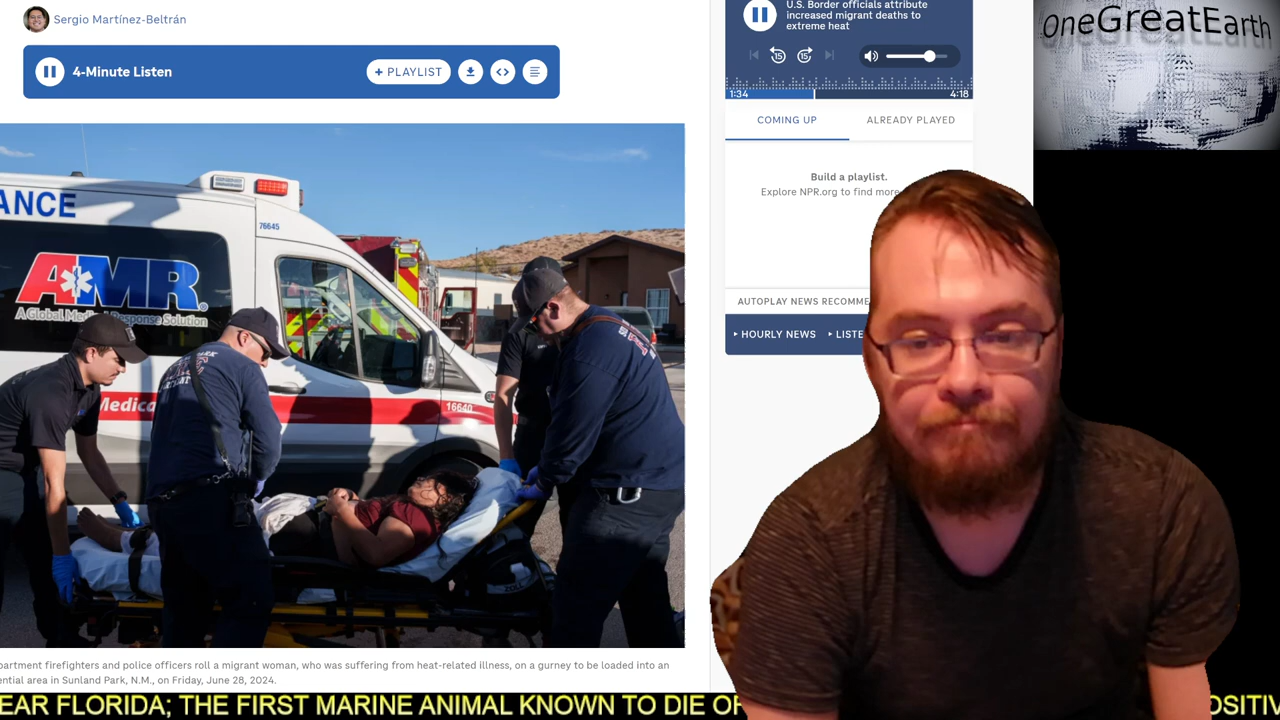 Sergio Martínez-Beltrán
4-Minute Listen
+ PLAYLIST
U.S. Border officials attribute
increased migrant deaths to
extreme heat
15
15
1:34
4:18
COMING UP
ALREADY PLAYED
Build a playlist.
Explore NPR.org to find more
AUTOPLAY NEWS RECOMME
HOURLY NEWS
LISTE
OneGreatEarth
ANCE
76645
AMR
A Global Medical Response Solution
Medica
16640
partment firefighters and police officers roll a migrant woman, who was suffering from heat-related illness, on a gurney to be loaded into an
ential area in Sunland Park, N.M., on Friday, June 28, 2024.
EAR FLORIDA; THE FIRST MARINE ANIMAL KNOWN TO DIE OF
OSITIV